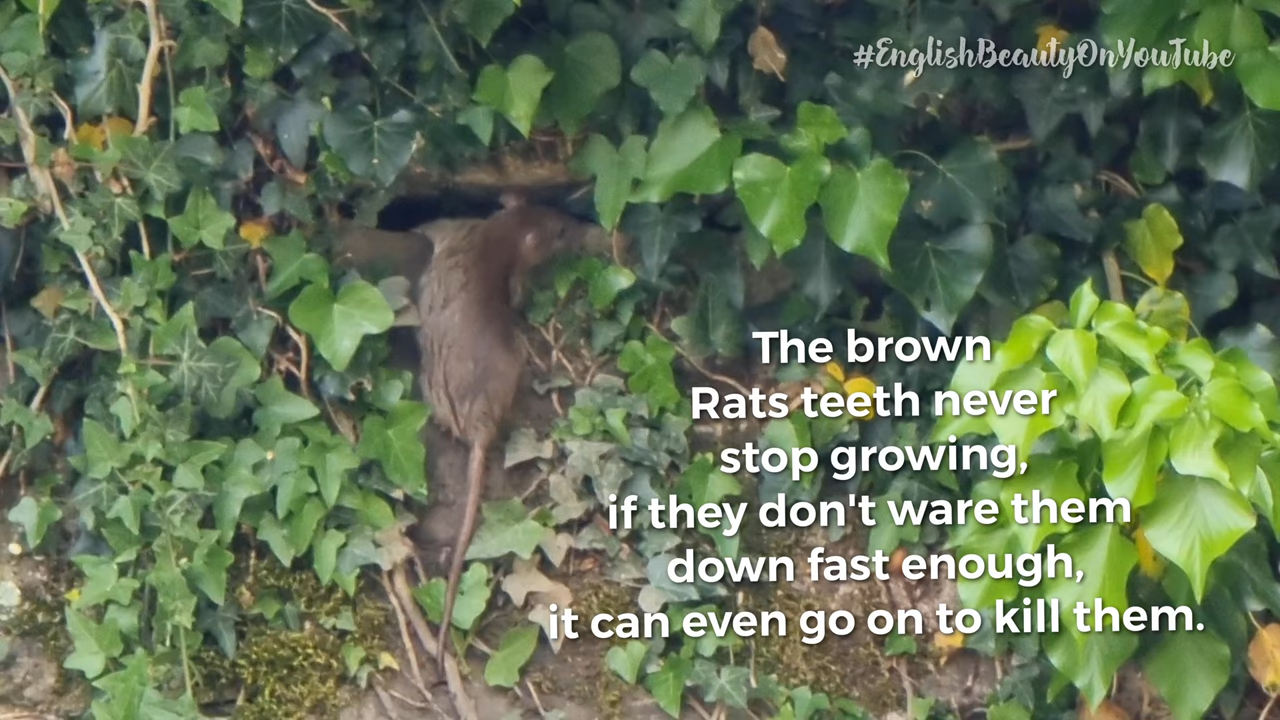 #EnglishBeautyOnYouTube
The brown
Rats teeth never
stop growing,
if they don't ware them
down fast enough,
it can even go on to kill them.